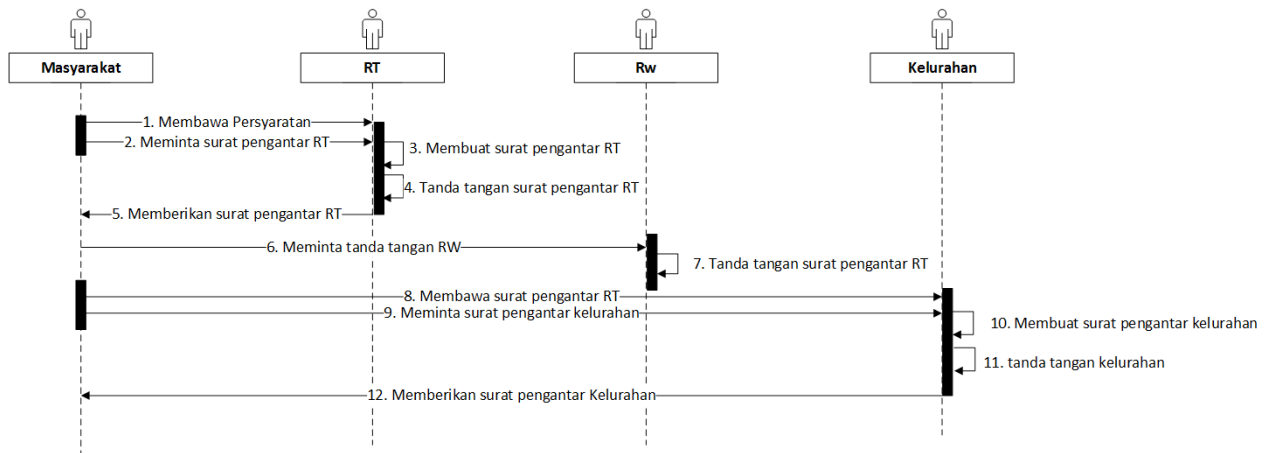 Masyarakat
RT
Rw
Kelurahan
1. Membawa Persyaratan
2. Meminta surat pengantar RT
3. Membuat surat pengantar RT
4. Tanda tangan surat pengantar RT
5. Memberikan surat pengantar RT
6. Meminta tanda tangan RW
7. Tanda tangan surat pengantar RT
8. Membawa surat pengantar RT
9. Meminta surat pengantar kelurahan
10. Membuat surat pengantar kelurahan
11. tanda tangan kelurahan
12. Memberikan surat pengantar Kelurahan